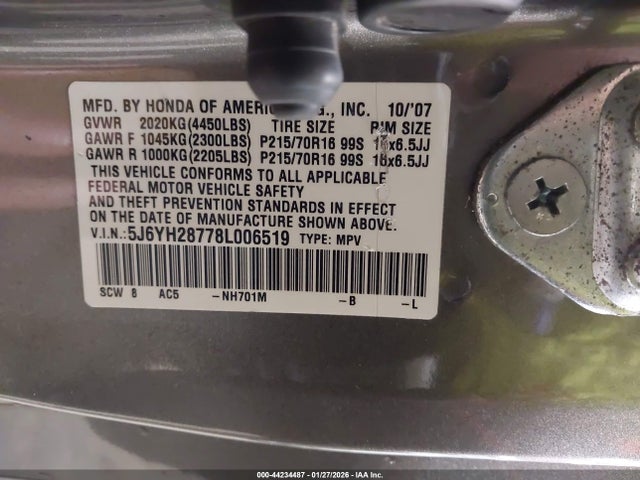 MFD. BY HONDA OF AMERICA MFG., INC. 10/'07
GVWR 2020KG(4450LBS) TIRE SIZE RIM SIZE
GAWR F 1045KG(2300LBS) P215/70R16 99S 16x6.5JJ
GAWR R 1000KG(2205LBS) P215/70R16 99S 16x6.5JJ
THIS VEHICLE CONFORMS TO ALL APPLICABLE
FEDERAL MOTOR VEHICLE SAFETY
AND THEFT PREVENTION STANDARDS IN EFFECT
ON THE DATE OF MANUFACTURE SHOWN ABOVE.
V.I.N.: 5J6YH28778L006519 TYPE: MPV
SCW 8 AC5 -NH701M -B -L
000-44234487 - 01/27/2026 - IAA Inc.